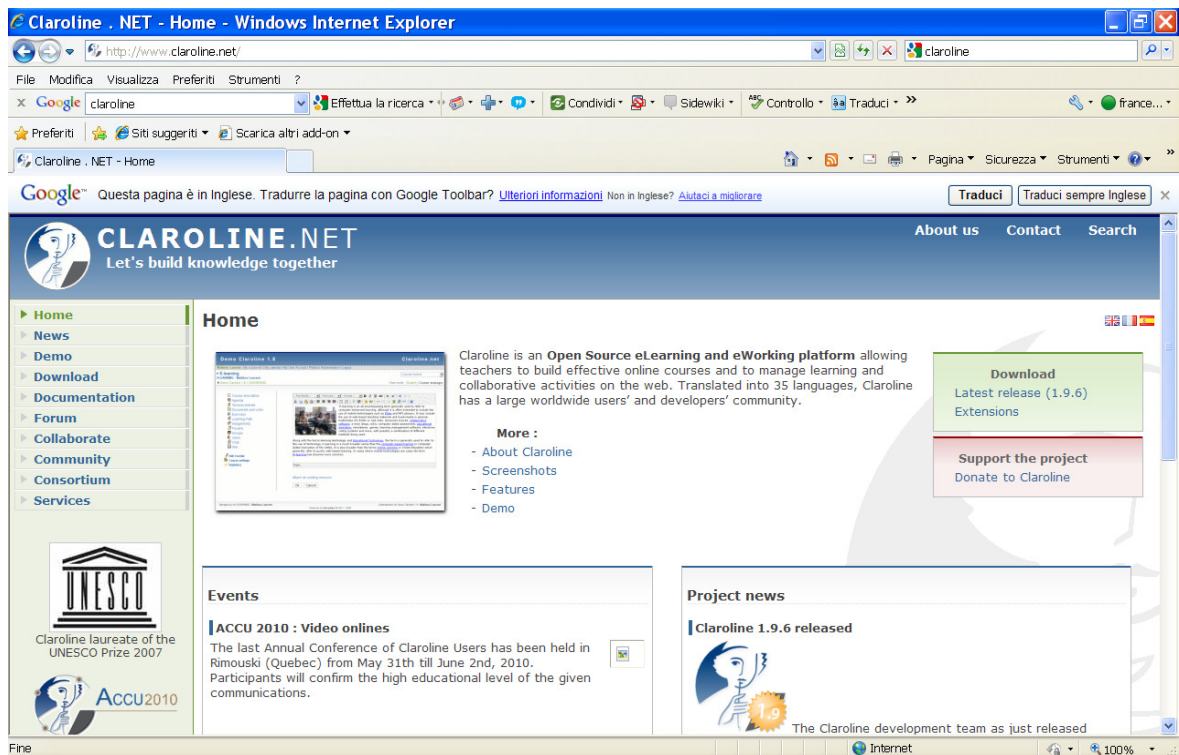 Claroline . NET - Home - Windows Internet Explorer
http://www.claroline.net/
claroline
File Modifica Visualizza Preferiti Strumenti ?
x Google claroline Effettua la ricerca Condividi Sidewiki Controllo Traduci » france...
Preferiti Siti suggeriti Scarica altri add-on
Claroline . NET - Home Pagina Sicurezza Strumenti »
Google™ Questa pagina è in Inglese. Tradurre la pagina con Google Toolbar? Ulteriori informazioni Non in Inglese? Aiutaci a migliorare Traduci Traduci sempre Inglese
CLAROLINE.NET
Let's build knowledge together
About us Contact Search
Home
News
Demo
Download
Documentation
Forum
Collaborate
Community
Consortium
Services
UNESCO
Claroline laureate of the
UNESCO Prize 2007
ACCU2010
Home
Demo Claroline 1.8
Claroline.net
Claroline is an Open Source eLearning and eWorking platform allowing
teachers to build effective online courses and to manage learning and
collaborative activities on the web. Translated into 35 languages, Claroline
has a large worldwide users' and developers' community.
More :
- About Claroline
- Screenshots
- Features
- Demo
Download
Latest release (1.9.6)
Extensions
Support the project
Donate to Claroline
Events
ACCU 2010 : Video onlines
The last Annual Conference of Claroline Users has been held in
Rimouski (Quebec) from May 31th till June 2nd, 2010.
Participants will confirm the high educational level of the given
communications.
Project news
Claroline 1.9.6 released
1.9
The Claroline development team as just released
Fine Internet 100%